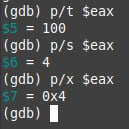 (gdb) p/t $eax
$5 = 100
(gdb) p/s $eax
$6 = 4
(gdb) p/x $eax
$7 = 0x4
(gdb)